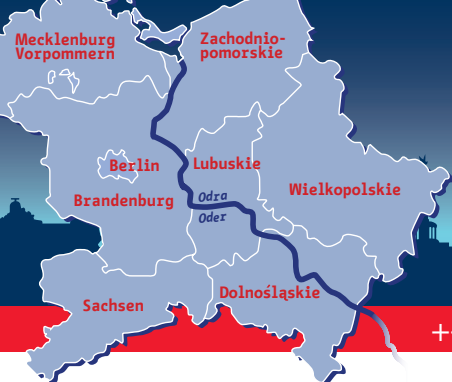 Mecklenburg
Vorpommern
Zachodnio-
pomorskie
Berlin
Lubuskie
Brandenburg
Wielkopolskie
Odra
Oder
Sachsen
Dolnośląskie